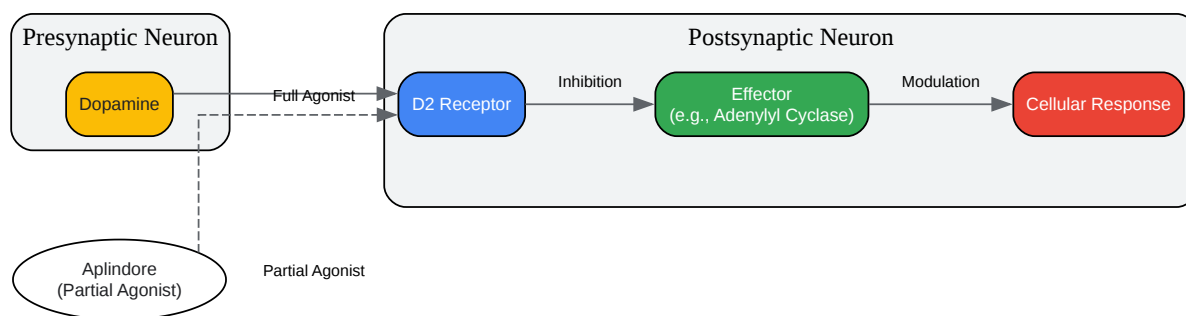 Presynaptic Neuron
Postsynaptic Neuron
Dopamine
Full Agonist
D2 Receptor
Inhibition
Effector
(e.g., Adenylyl Cyclase)
Modulation
Cellular Response
Aplindore
(Partial Agonist)
Partial Agonist